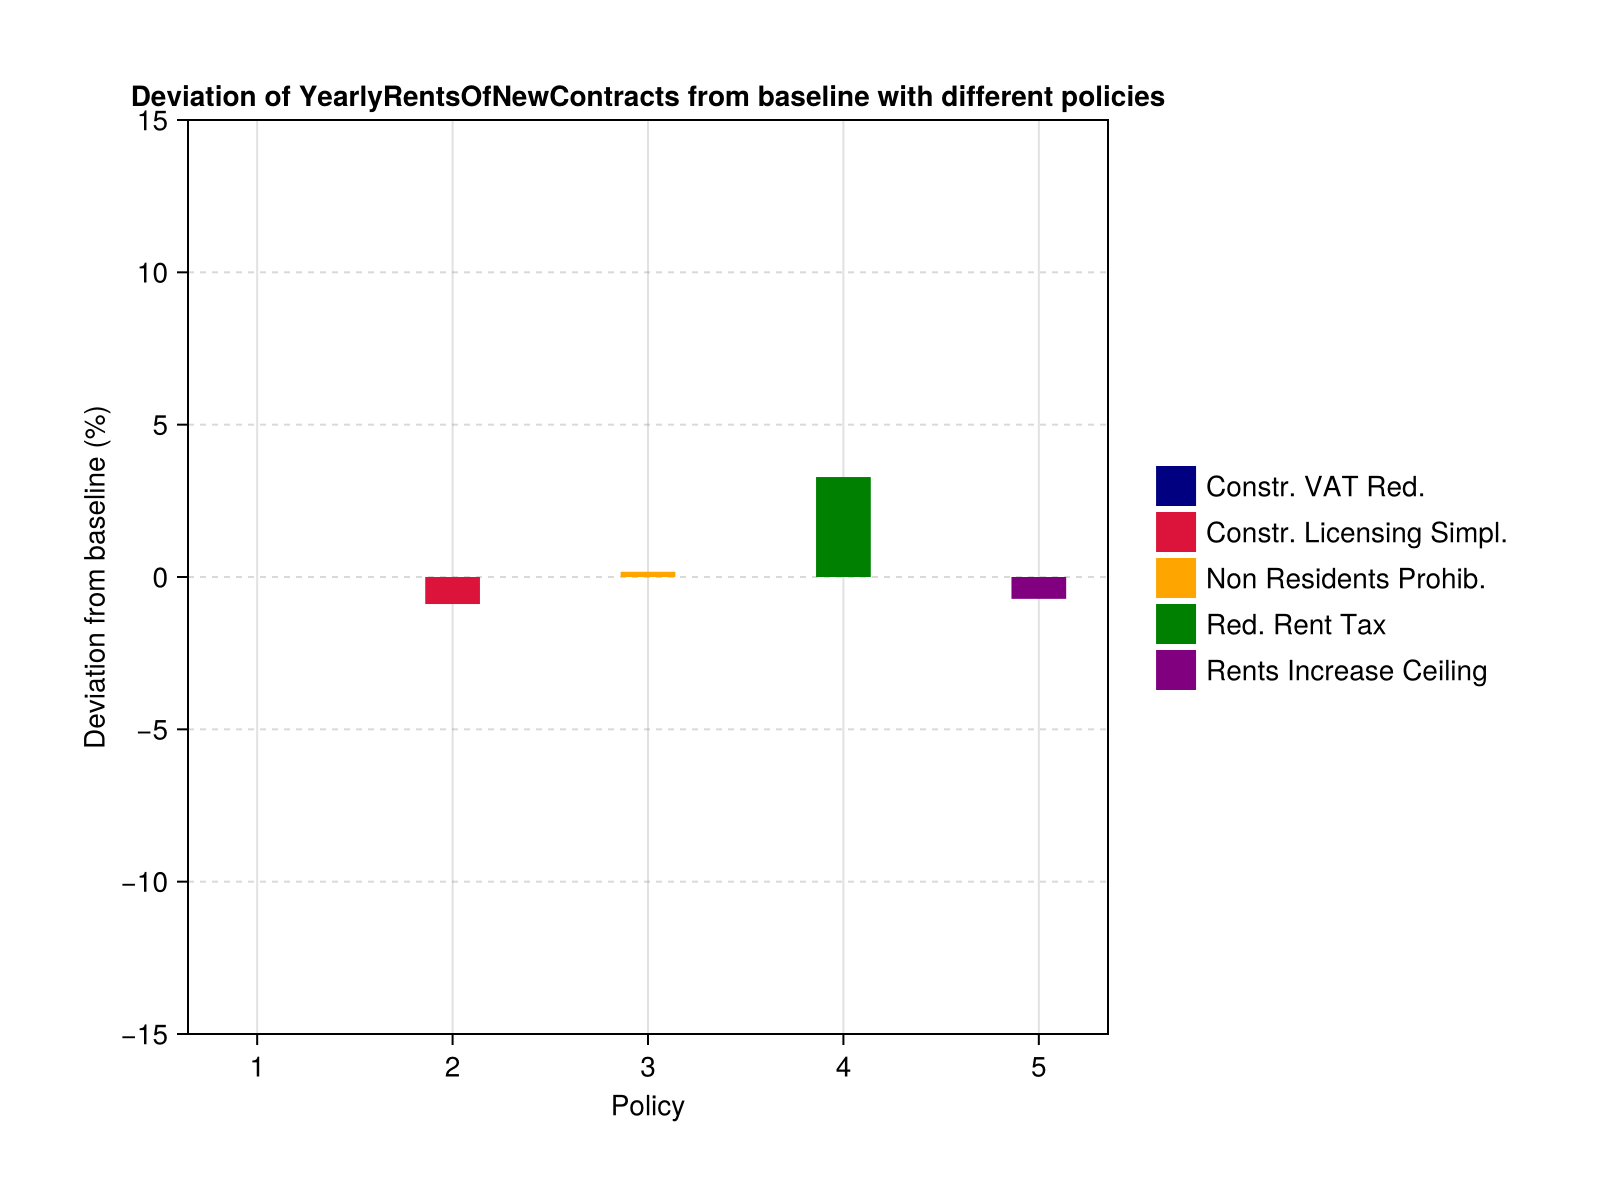 Deviation of YearlyRentsOfNewContracts from baseline with different policies
15
10
5
0
−5
−10
−15
Deviation from baseline (%)
1 2 3 4 5
Policy
Constr. VAT Red.
Constr. Licensing Simpl.
Non Residents Prohib.
Red. Rent Tax
Rents Increase Ceiling